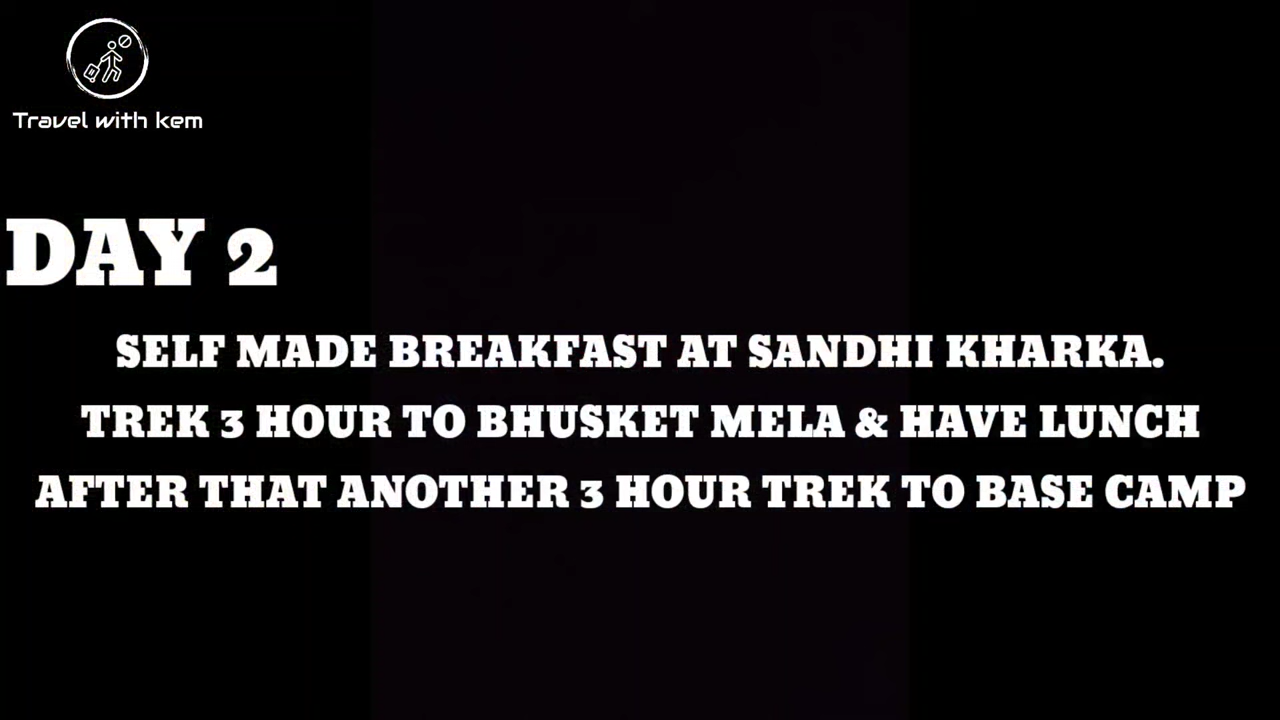 Travel with kem
DAY 2
SELF MADE BREAKFAST AT SANDHI KHARKA.
TREK 3 HOUR TO BHUSKET MELA & HAVE LUNCH
AFTER THAT ANOTHER 3 HOUR TREK TO BASE CAMP